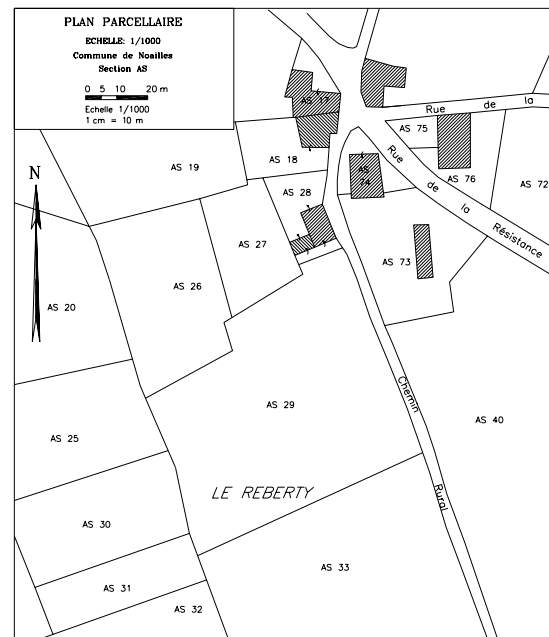 PLAN PARCELLAIRE
ECHELLE: 1/1000
Commune de Noailles
Section AS
0 5 10 20 m
Echelle 1/1000
1 cm = 10 m
N
AS 17
Rue de la
AS 75
AS 19
AS 18
AS 74
AS 76
AS 72
AS 28
Rue de la Résistance
AS 27
AS 73
AS 26
AS 20
AS 29
Chemin Rural
AS 40
AS 25
LE REBERTY
AS 30
AS 33
AS 31
AS 32